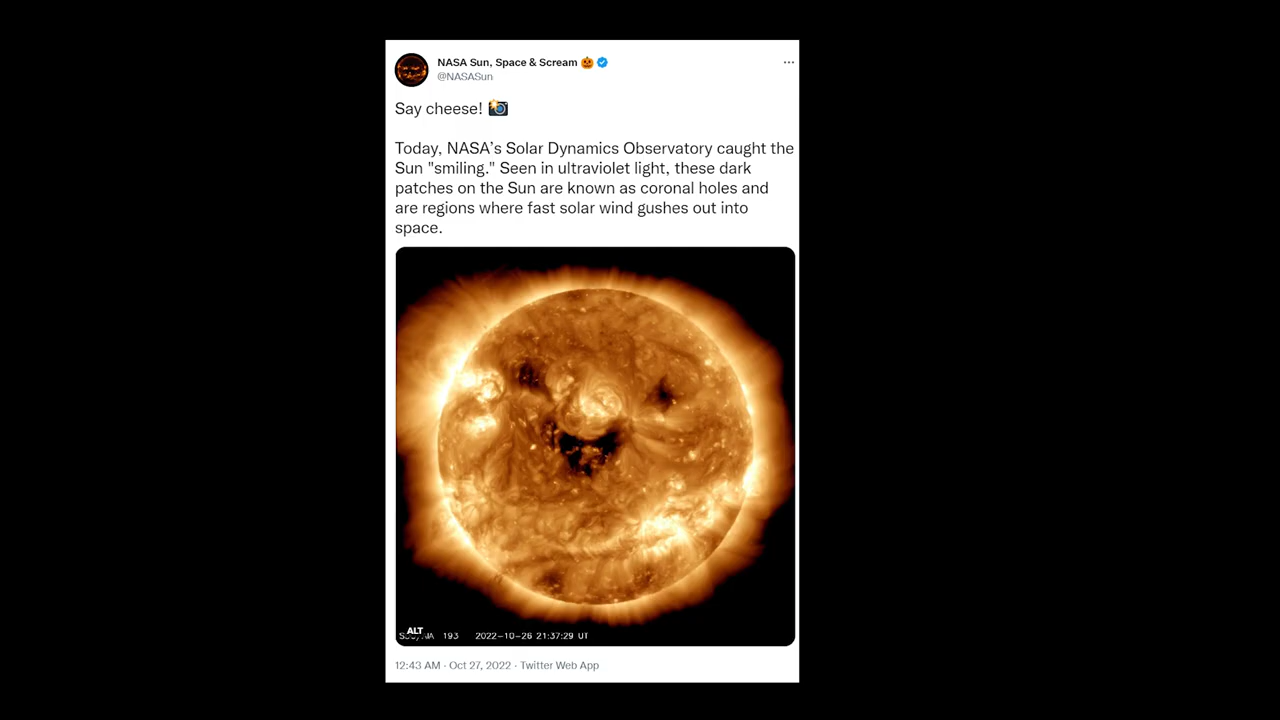 NASA Sun, Space & Scream 🎃
@NASASun
Say cheese! 📸
Today, NASA's Solar Dynamics Observatory caught the
Sun "smiling." Seen in ultraviolet light, these dark
patches on the Sun are known as coronal holes and
are regions where fast solar wind gushes out into
space.
ALT
193 2022-10-26 21:37:29 UT
12:43 AM · Oct 27, 2022 · Twitter Web App